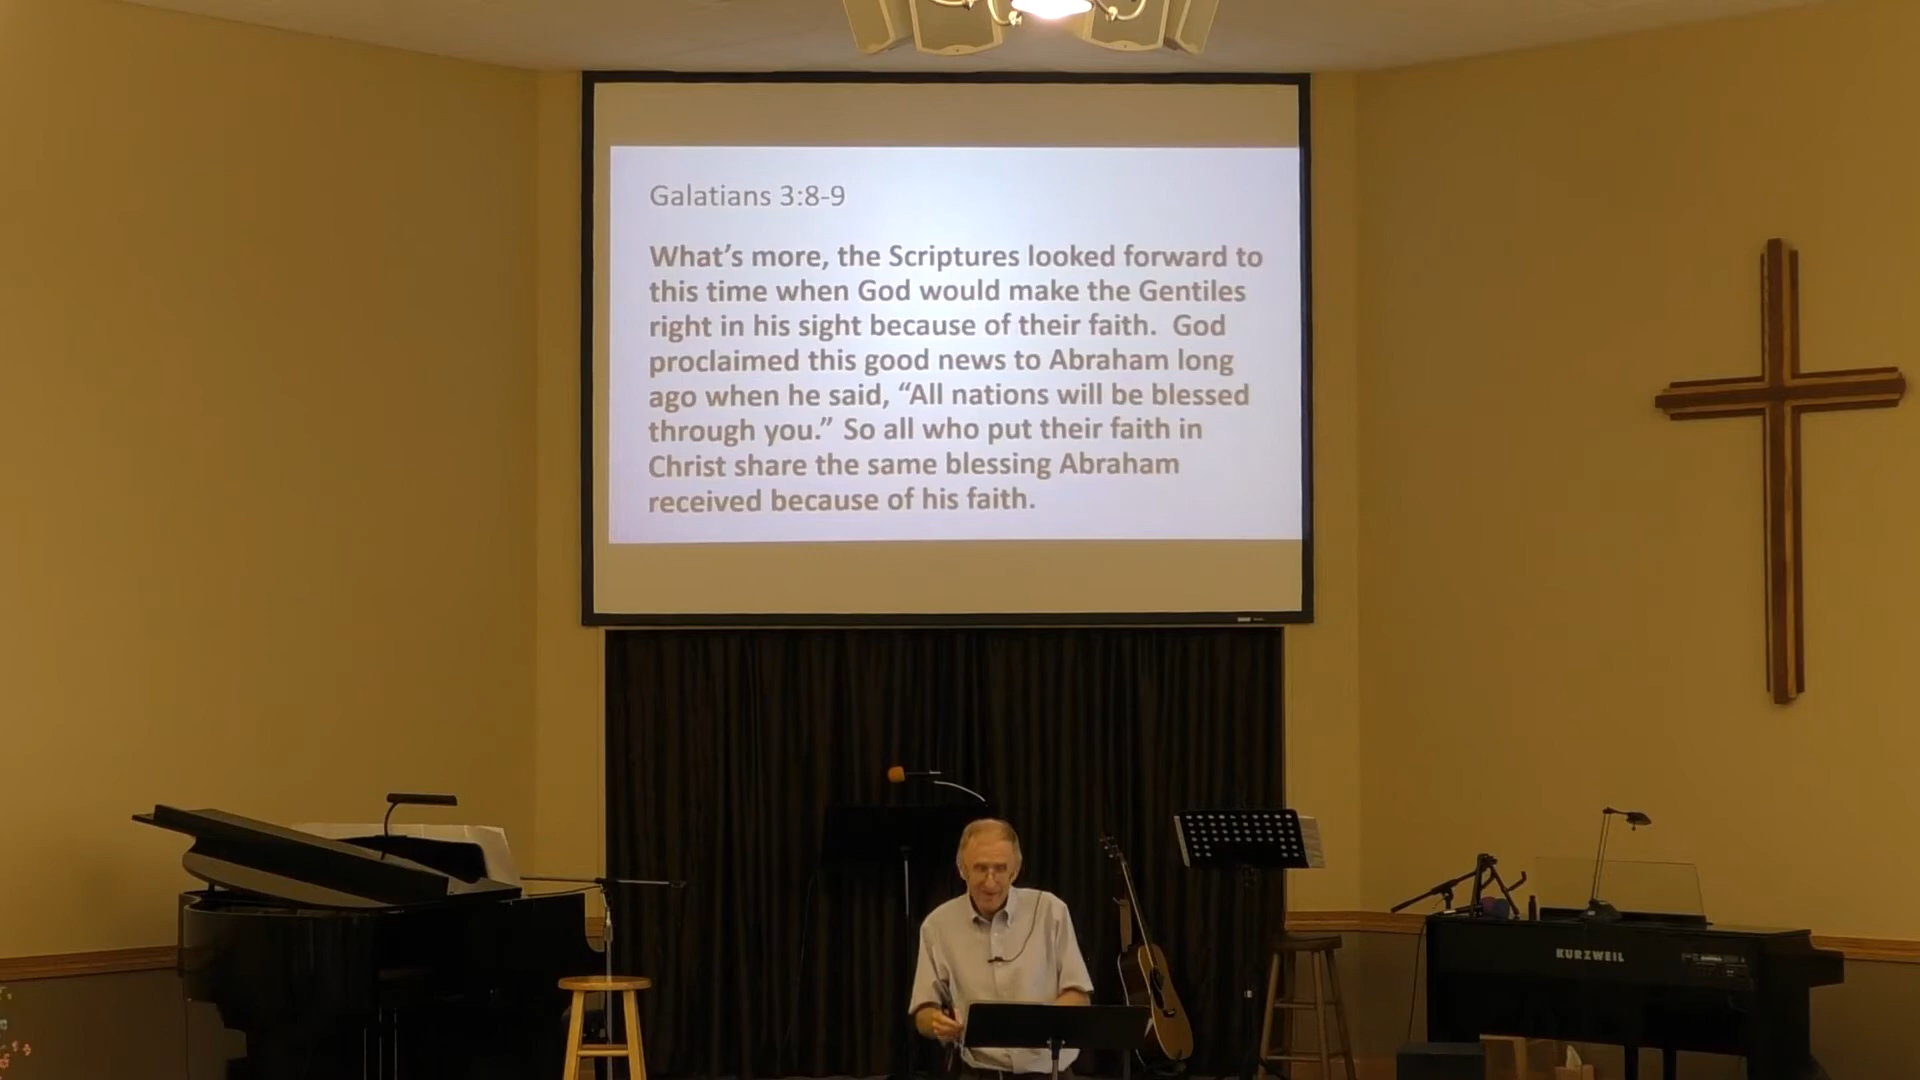 Galatians 3:8-9
What’s more, the Scriptures looked forward to
this time when God would make the Gentiles
right in his sight because of their faith.  God
proclaimed this good news to Abraham long
ago when he said, “All nations will be blessed
through you.” So all who put their faith in
Christ share the same blessing Abraham
received because of his faith.
KURZWEIL